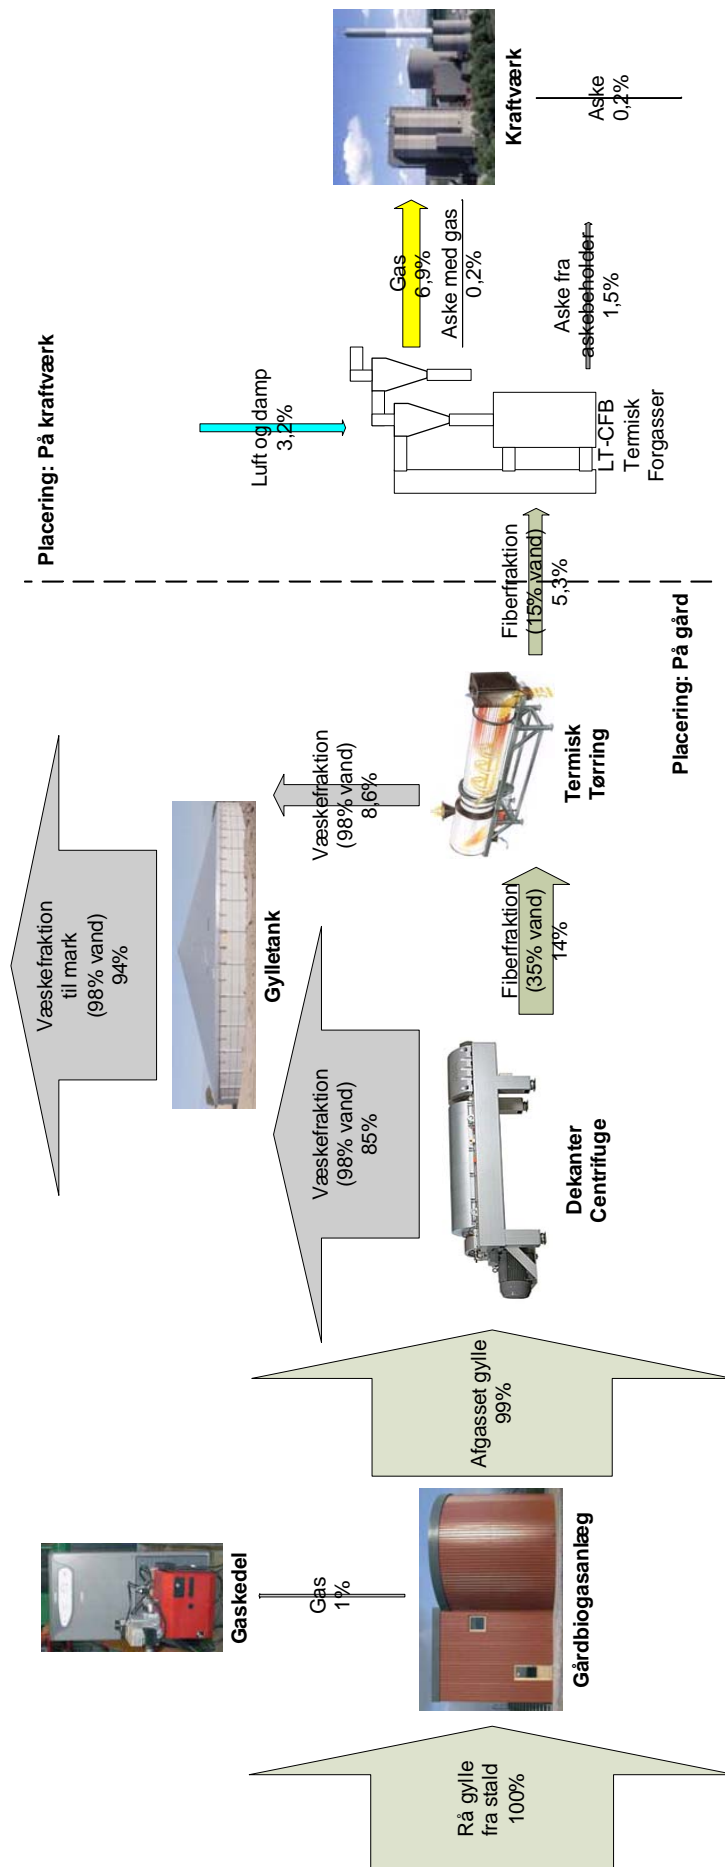 Rå gylle
fra stald
100%
Gårdbiogasanlæg
Gas
1%
Gaskedel
Afgasset gylle
99%
Dekanter
Centrifuge
Væskefraktion
(98% vand)
85%
Gylletank
Væskefraktion
til mark
(98% vand)
94%
Fiberfraktion
(35% vand)
14%
Termisk
Tørring
Væskefraktion
(98% vand)
8,6%
Fiberfraktion
(15% vand)
5,3%
Placering: På gård
Placering: På kraftværk
LT-CFB
Termisk
Forgasser
Luft og damp
3,2%
Gas
6,9%
Aske med gas
0,2%
Aske fra
askebeholder
1,5%
Kraftværk
Aske
0,2%